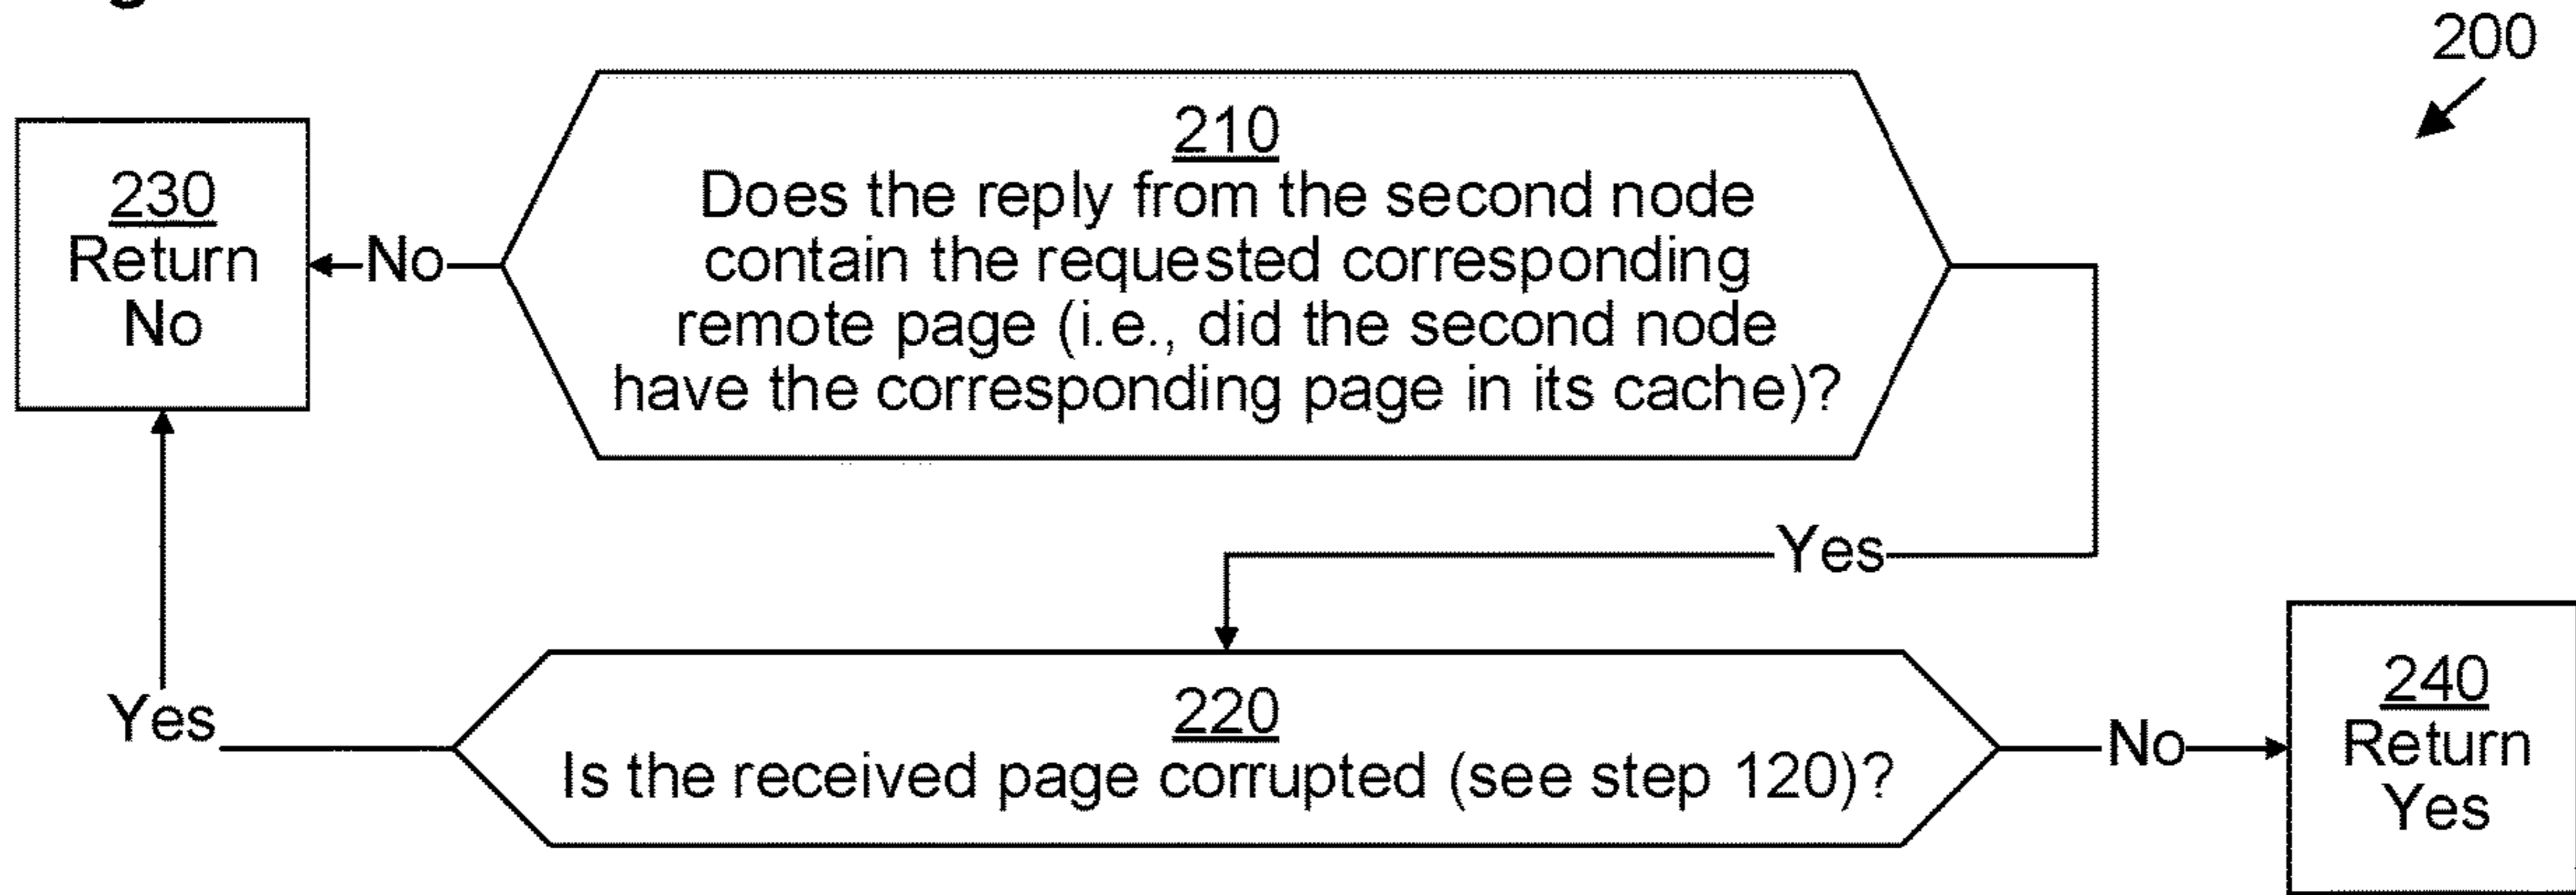 200
210
Does the reply from the second node
contain the requested corresponding
remote page (i.e., did the second node
have the corresponding page in its cache)?
230
Return
No
No
Yes
220
Is the received page corrupted (see step 120)?
Yes
No
240
Return
Yes